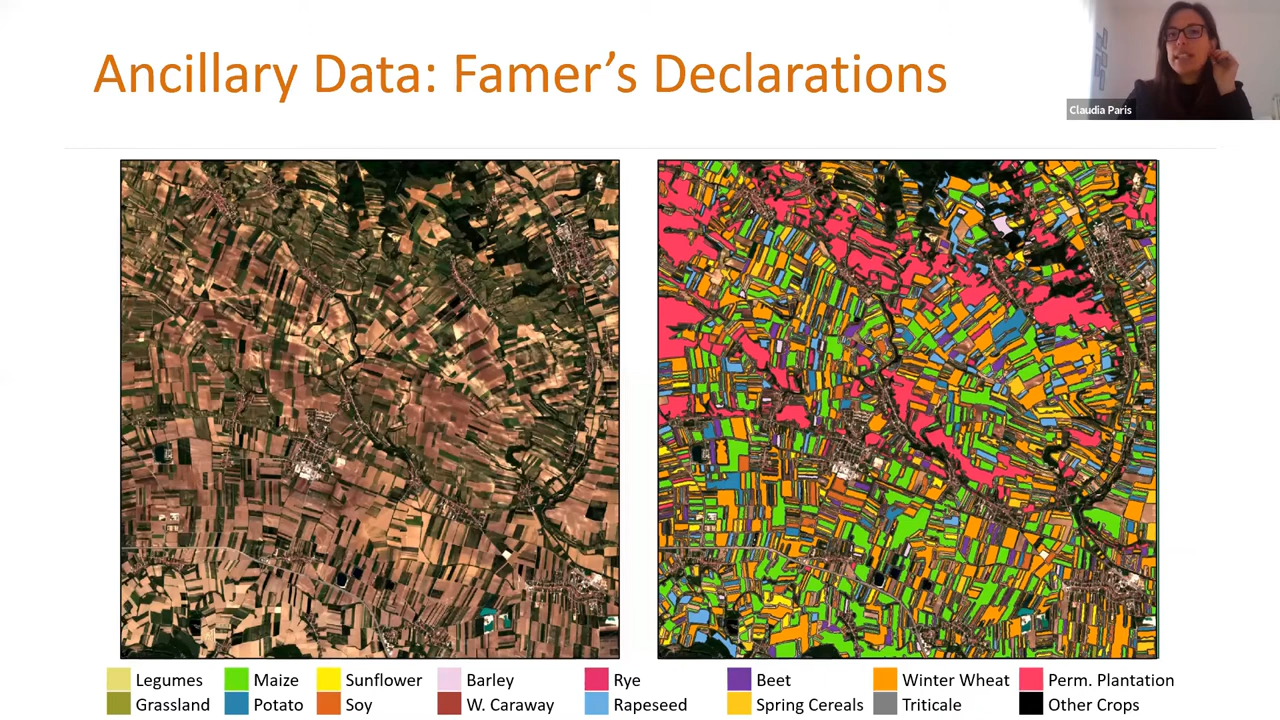 Ancillary Data: Famer's Declarations
Claudia Paris
Legumes Maize Sunflower Barley Rye Beet Winter Wheat Perm. Plantation
Grassland Potato Soy W. Caraway Rapeseed Spring Cereals Triticale Other Crops